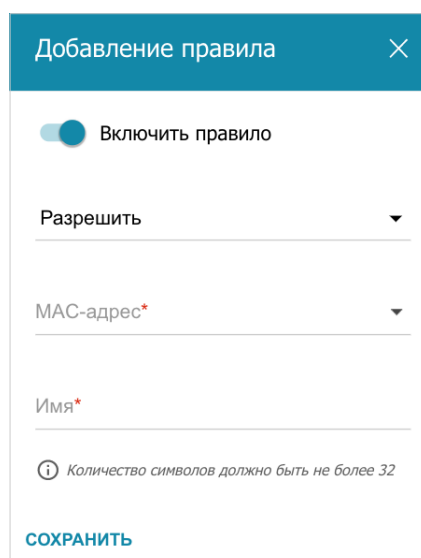 Добавление правила
Включить правило
Разрешить
MAC-адрес*
Имя*
Количество символов должно быть не более 32
СОХРАНИТЬ